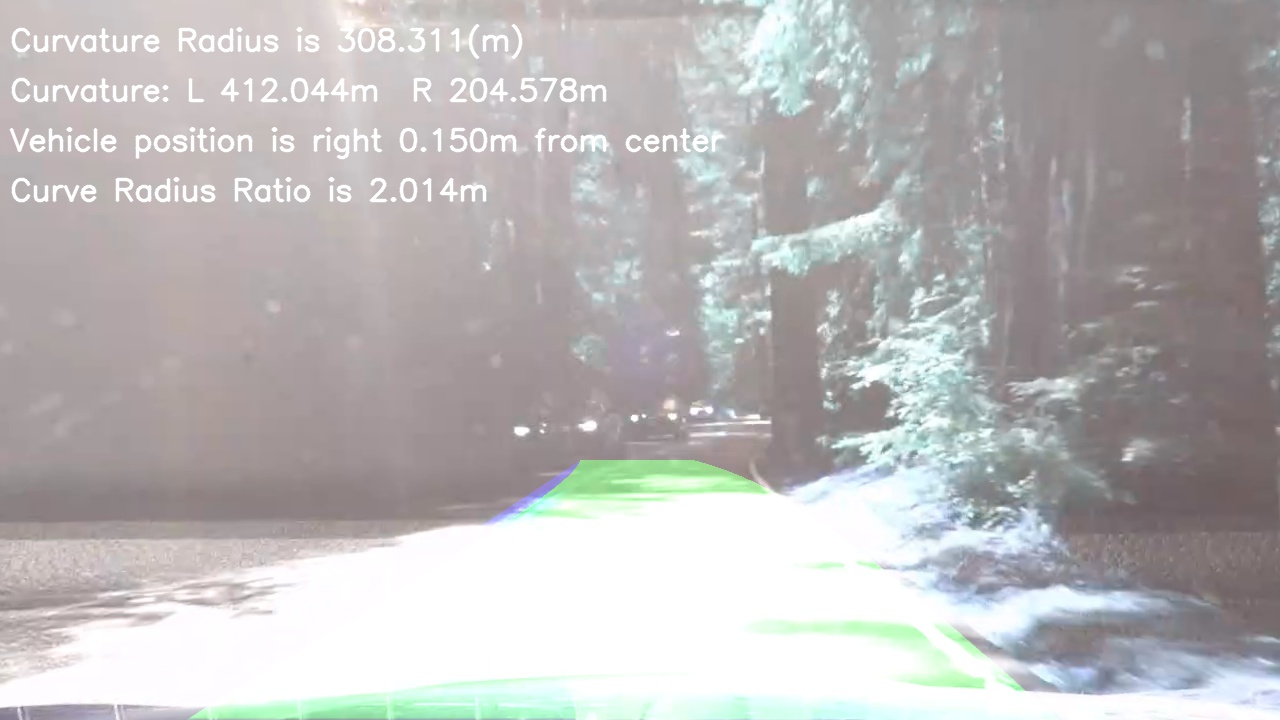 Curvature Radius is 308.311(m)
Curvature: L 412.044m R 204.578m
Vehicle position is right 0.150m from center
Curve Radius Ratio is 2.014m